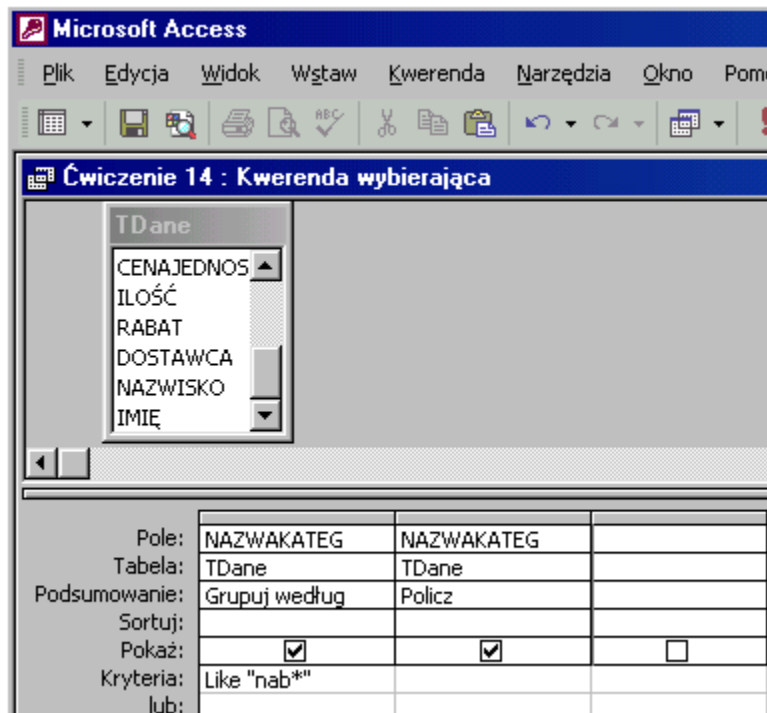 Microsoft Access
Plik Edycja Widok Wstaw Kwerenda Narzędzia Okno Pom
ABC
Ćwiczenie 14 : Kwerenda wybierająca
TDane
CENAJEDNOS
ILOŚĆ
RABAT
DOSTAWCA
NAZWISKO
IMIĘ
Pole: NAZWAKATEG NAZWAKATEG
Tabela: TDane TDane
Podsumowanie: Grupuj według Policz
Sortuj:
Pokaż:
Kryteria: Like "nab*"
lub: